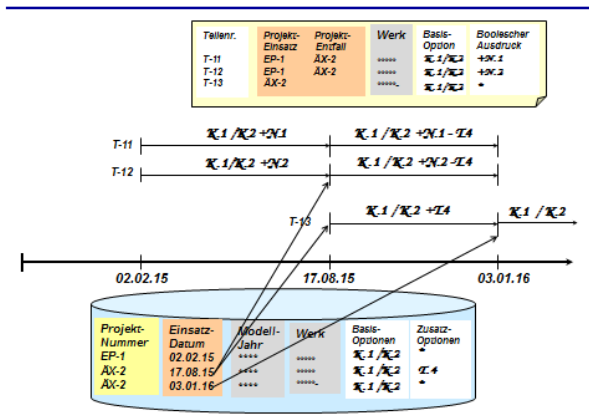 Teilenr. Projekt-Einsatz Projekt-Entfall Werk Basis-Option Boolescher Ausdruck
T-11 EP-1 ÄX-2 ***** K.1/K.2 +N.1
T-12 EP-1 ÄX-2 ***** K.1/K.2 +N.2
T-13 ÄX-2 *****- K.1/K.2 *
K.1 /K.2 +N.1 K.1 /K.2 +N.1 - T.4
T-11
K.1/K.2 +N.2 K.1 /K.2 +N.2 -T.4
T-12
K.1 /K.2 +T.4 K.1 /K.2
T-13
02.02.15 17.08.15 03.01.16
Projekt-Nummer Einsatz-Datum Modell-Jahr Werk Basis-Optionen Zusatz-Optionen
EP-1 02.02.15 **** ***** K.1/K.2 *
ÄX-2 17.08.15 **** ***** K.1/K.2 T.4
ÄX-2 03.01.16 **** *****- K.1/K.2 *